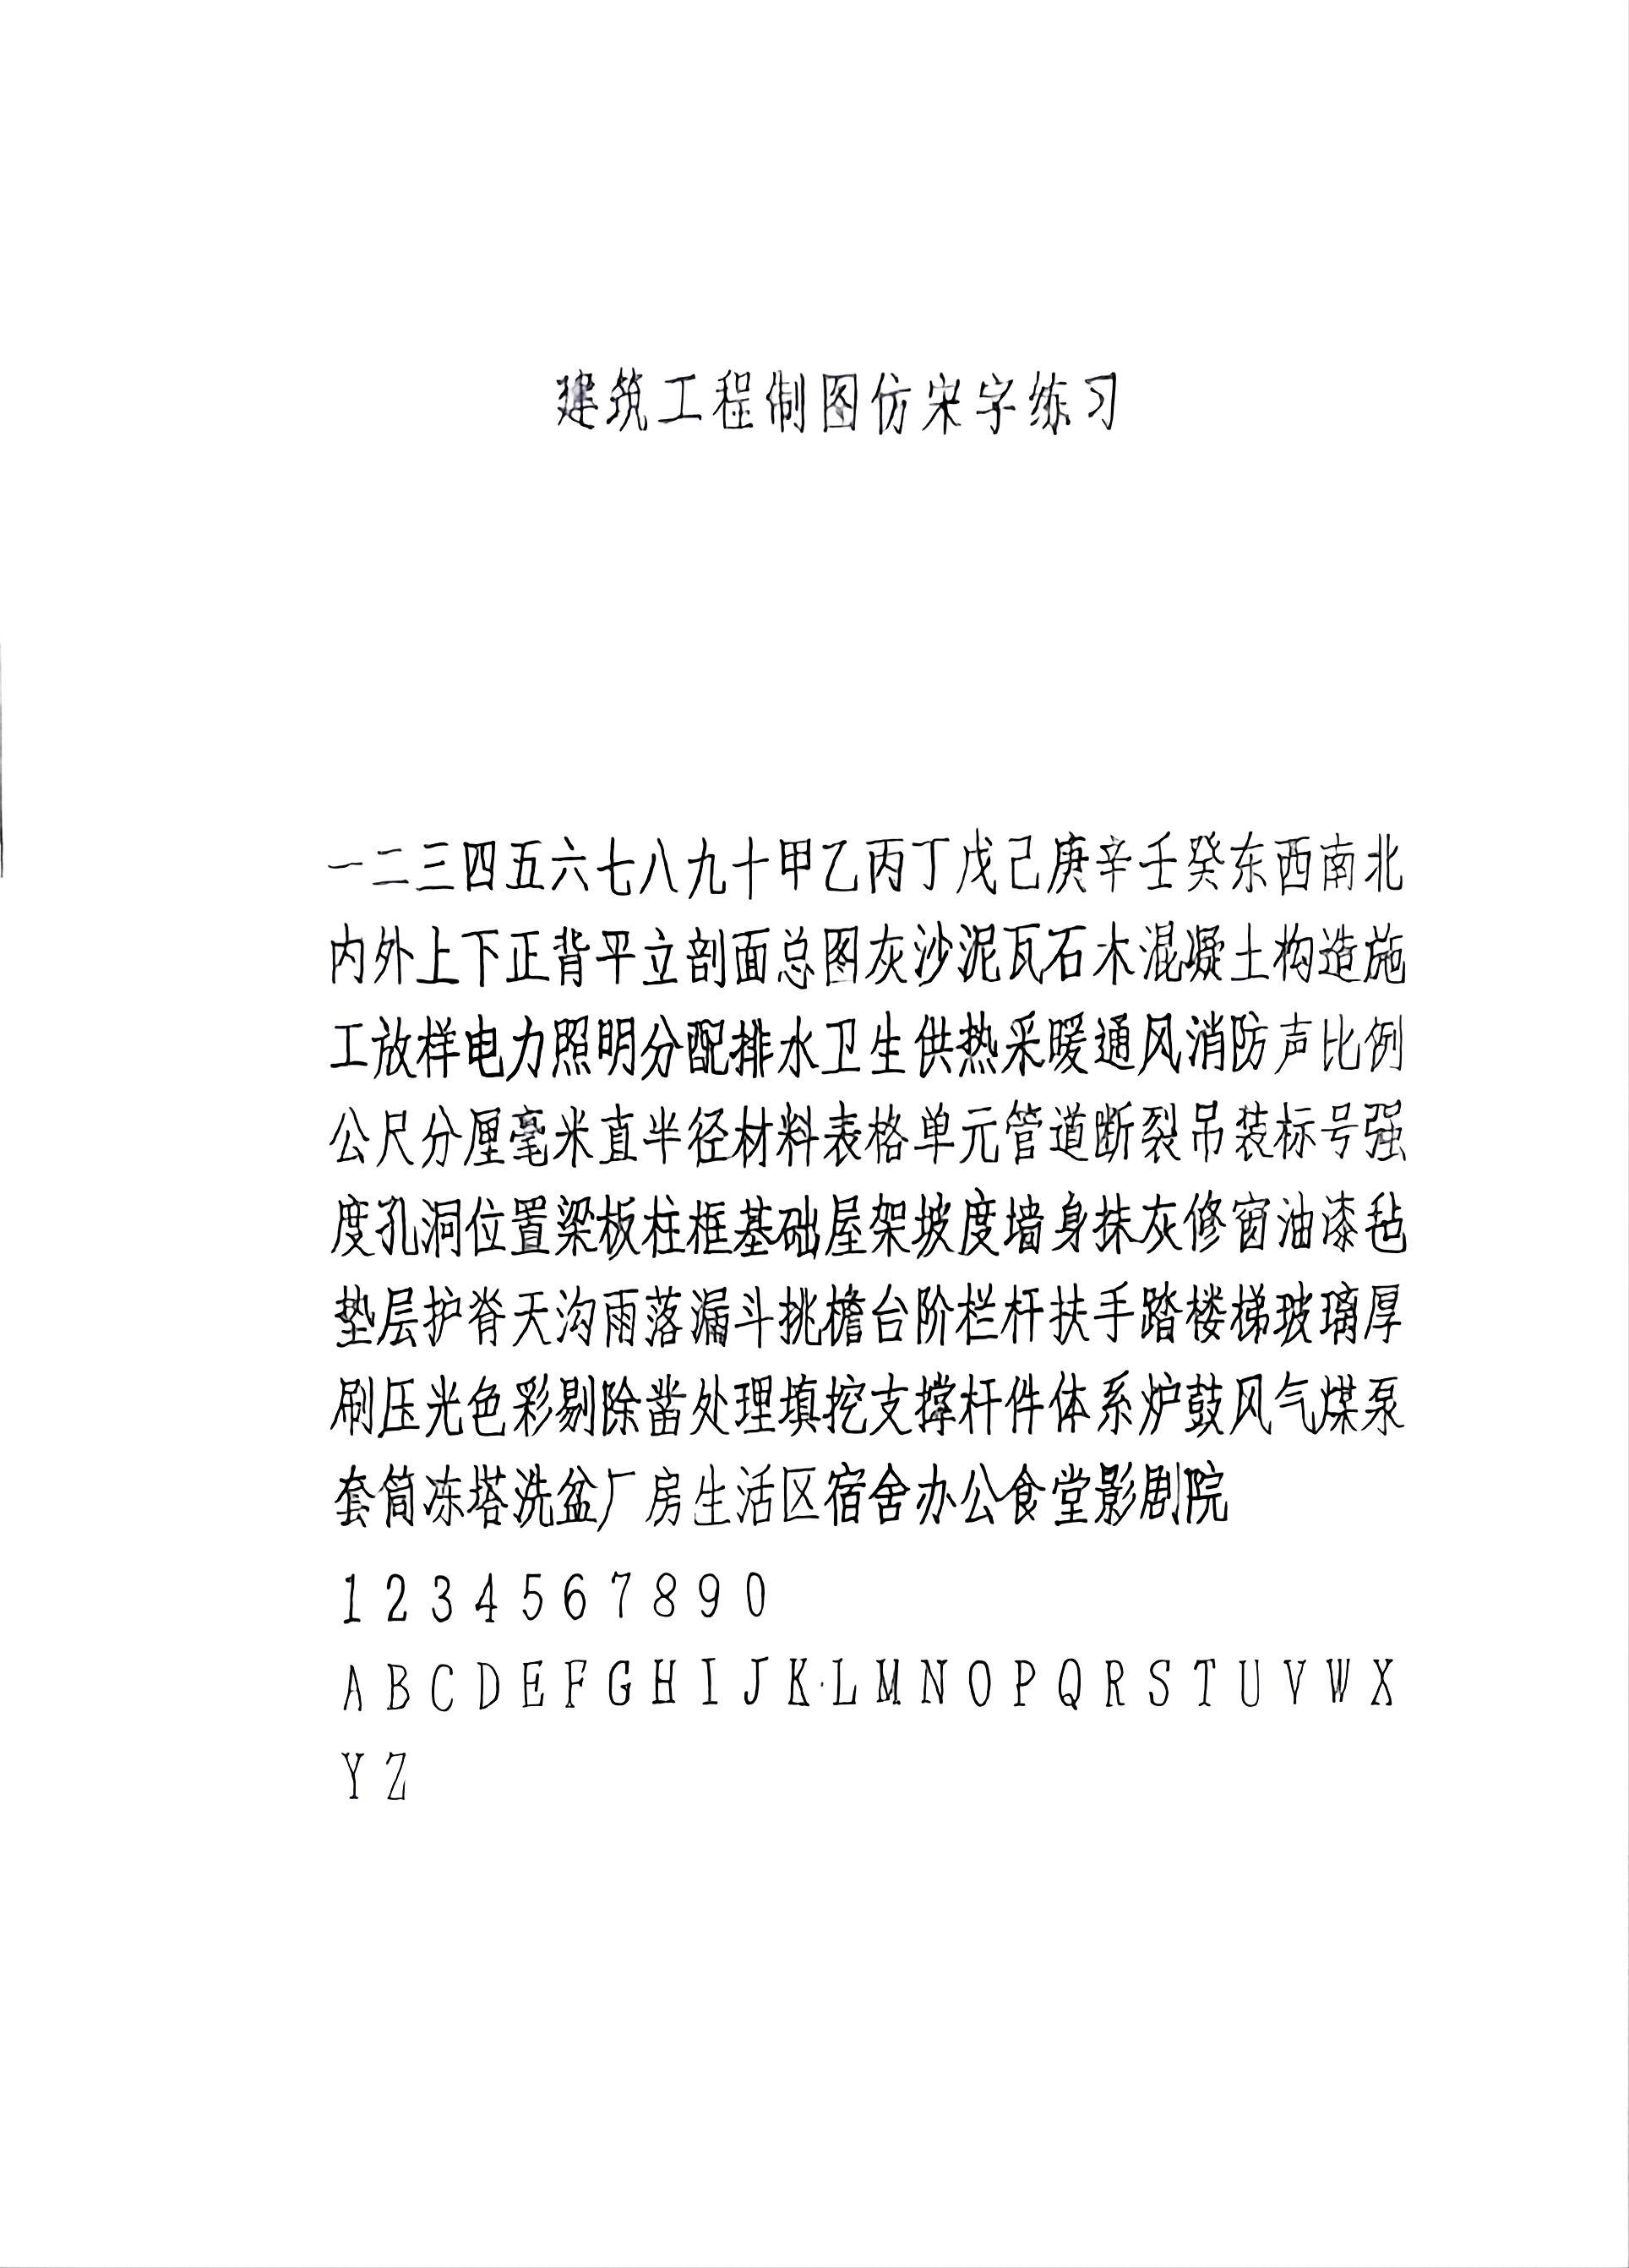 建筑工程制图仿宋字练习
一二三四五六七八九十甲乙丙丁戊己庚辛壬癸东西南北
内外上下正背平立剖面总图灰沙泥瓦石木混凝土构造施
工放样电力照明分配排水卫生供热采暖通风消防声比例
公尺分厘毫米直半径材料表格单元管道断裂吊装标号强
度孔洞位置梁板柱框基础屋架坡度墙身抹灰修窗油漆毡
垫层护脊天沟雨落漏斗挑檐台阶栏杆扶手踏楼梯玻璃厚
刷压光色彩剔除凿处理填挖支撑杆件体系炉鼓风气煤泵
套筒冻塔洗盆厂房生活区宿舍办公食堂影剧院
1234567890
ABCDEFGHIJKLMNOPQRSTUVWX
YZ